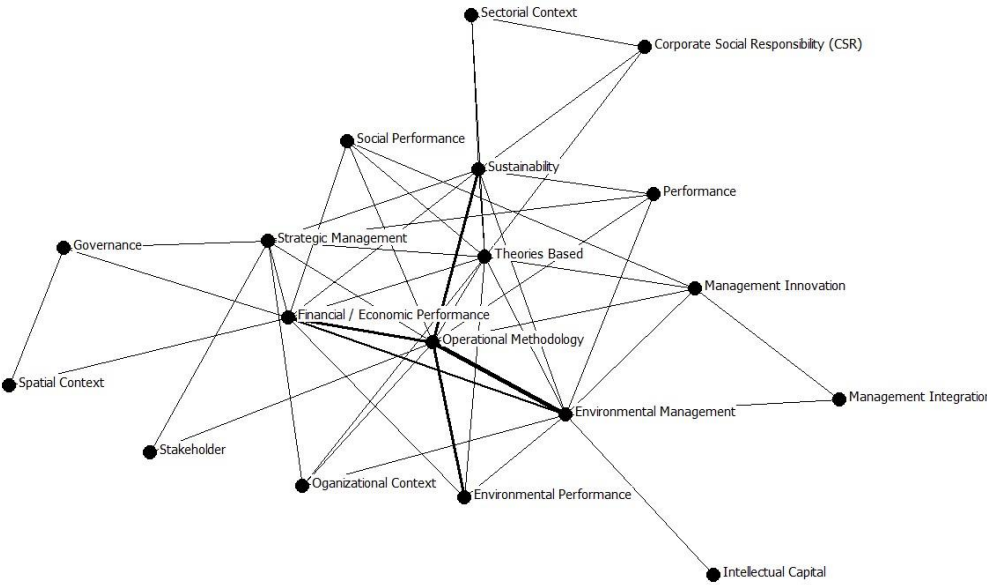 Sectorial Context
Corporate Social Responsibility (CSR)
Social Performance
Sustainability
Performance
Strategic Management
Governance
Theories Based
Management Innovation
Financial / Economic Performance
Operational Methodology
Spatial Context
Management Integration
Environmental Management
Stakeholder
Oganizational Context
Environmental Performance
Intellectual Capital